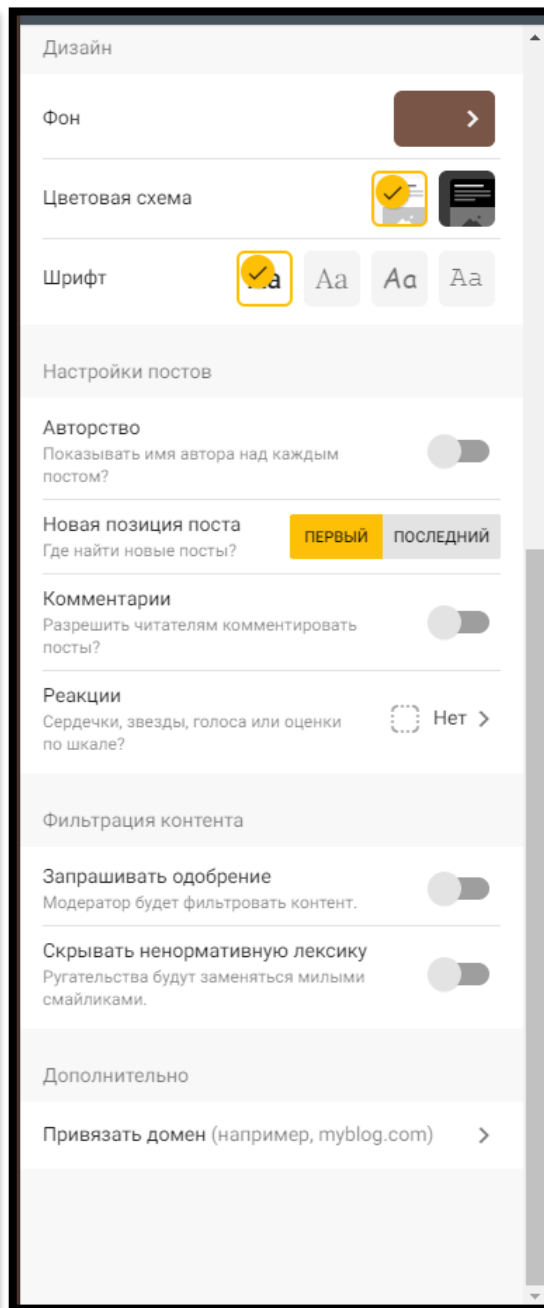 Дизайн
Фон
Цветовая схема
Шрифт
Aa Aa Aa
Настройки постов
Авторство
Показывать имя автора над каждым
постом?
Новая позиция поста
Где найти новые посты?
ПЕРВЫЙ ПОСЛЕДНИЙ
Комментарии
Разрешить читателям комментировать
посты?
Реакции
Сердечки, звезды, голоса или оценки
по шкале?
Нет
Фильтрация контента
Запрашивать одобрение
Модератор будет фильтровать контент.
Скрывать ненормативную лексику
Ругательства будут заменяться милыми
смайликами.
Дополнительно
Привязать домен (например, myblog.com)